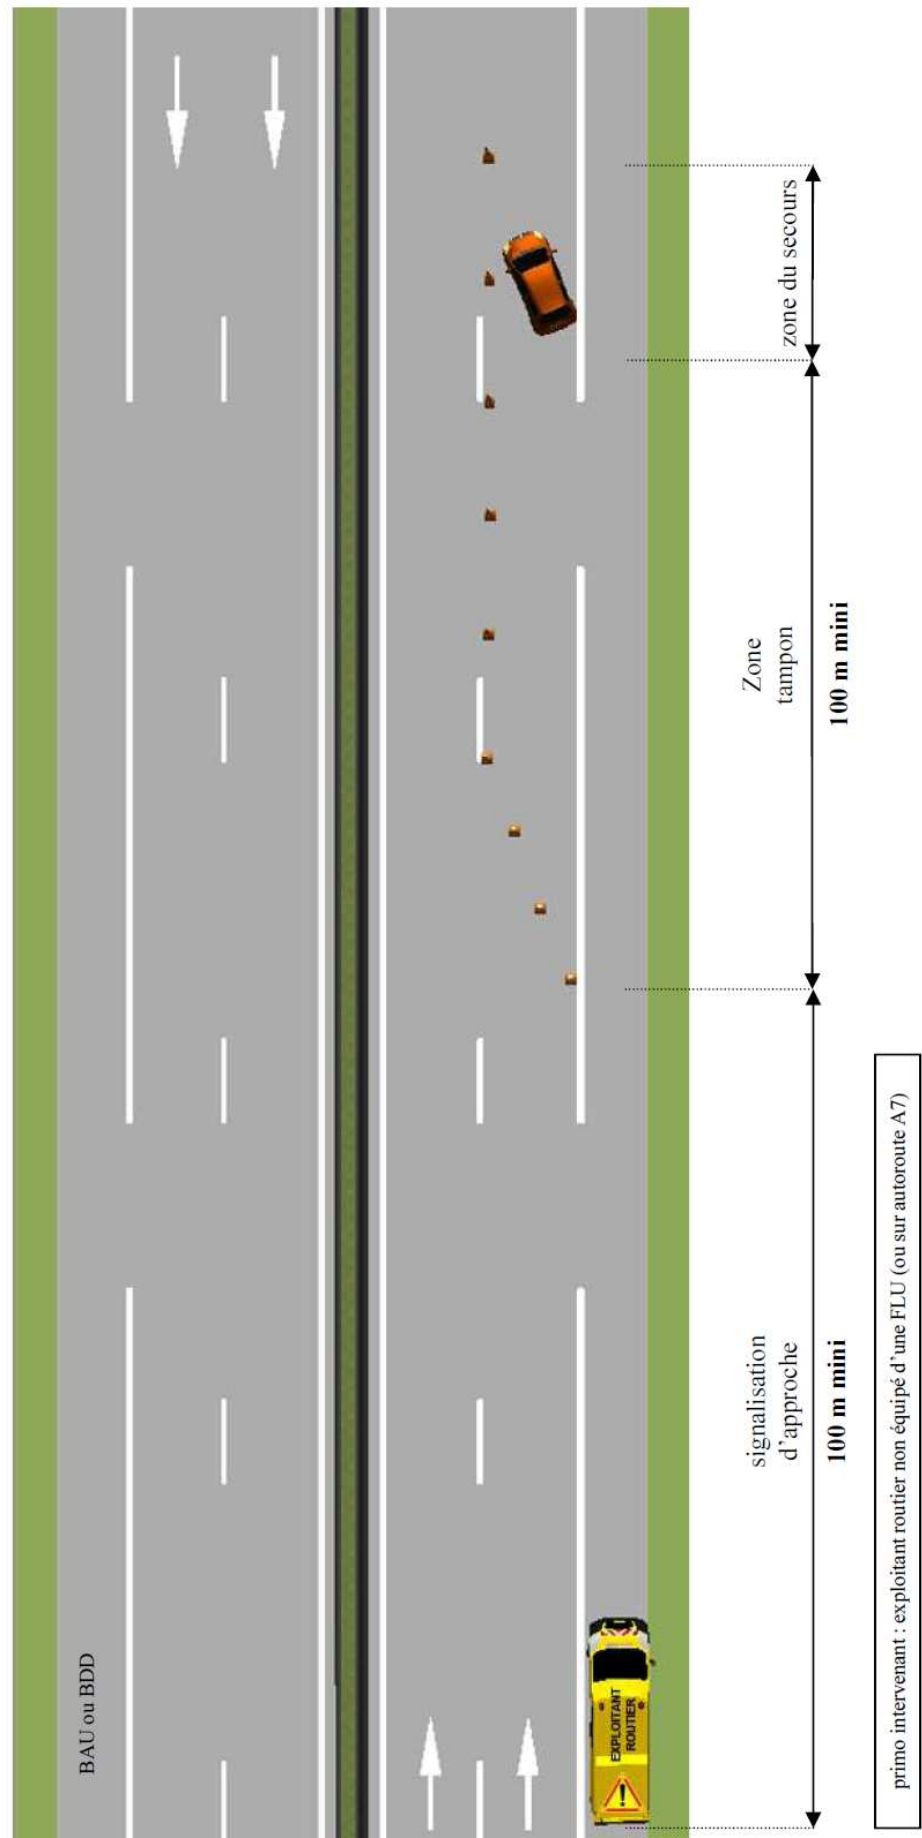 BAU ou BDD
EXPLOITANT
ROUTIER
signalisation
d’approche
100 m mini
Zone
tampon
100 m mini
zone du secours
primo intervenant : exploitant routier non équipé d’une FLU (ou sur autoroute A7)